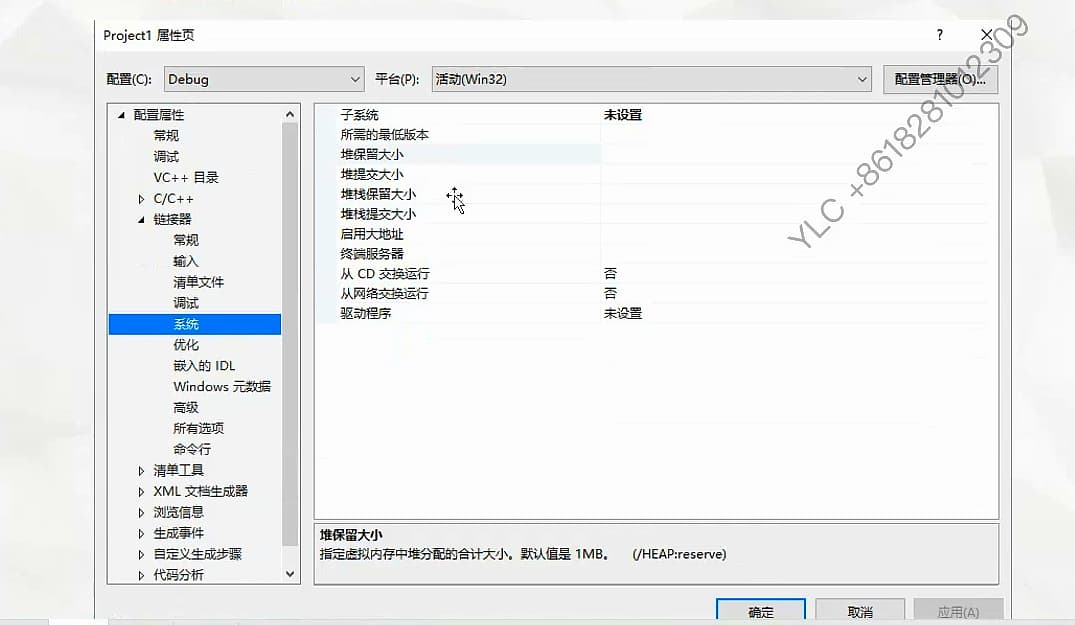 Project1 属性页
?
配置(C):
Debug
平台(P):
活动(Win32)
配置管理器(O)...
配置属性
常规
调试
VC++ 目录
C/C++
链接器
常规
输入
清单文件
调试
系统
优化
嵌入的 IDL
Windows 元数据
高级
所有选项
命令行
清单工具
XML 文档生成器
浏览信息
生成事件
自定义生成步骤
代码分析
子系统 未设置
所需的最低版本
堆保留大小
堆提交大小
堆栈保留大小
堆栈提交大小
启用大地址
终端服务器
从 CD 交换运行 否
从网络交换运行 否
驱动程序 未设置
堆保留大小
指定虚拟内存中堆分配的合计大小。默认值是 1MB。 (/HEAP:reserve)
确定
取消
应用(A)
YLC +8618281012309